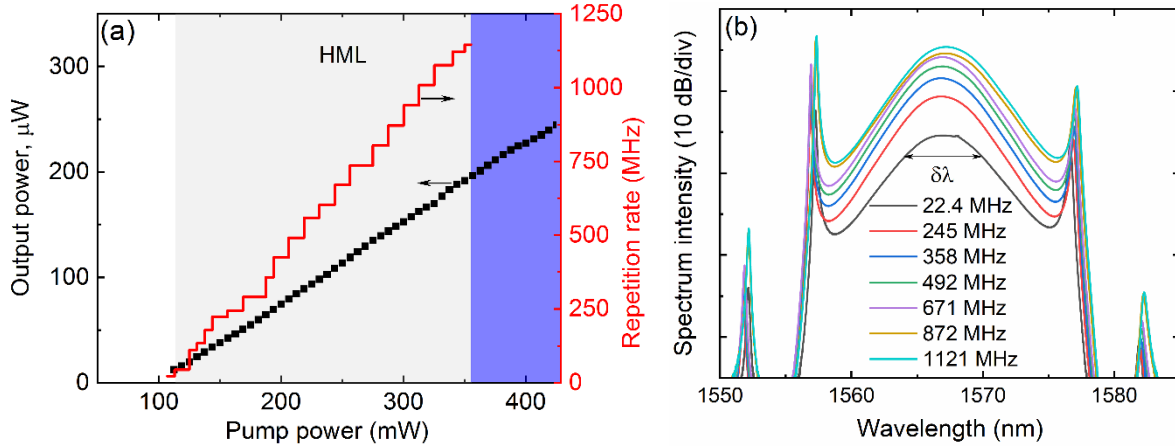 (a)
HML
Output power, μW
0
100
200
300
Pump power (mW)
100
200
300
400
Repetition rate (MHz)
0
250
500
750
1000
1250
(b)
Spectrum intensity (10 dB/div)
δλ
22.4 MHz
245 MHz
358 MHz
492 MHz
671 MHz
872 MHz
1121 MHz
1550
1560
1570
1580
Wavelength (nm)